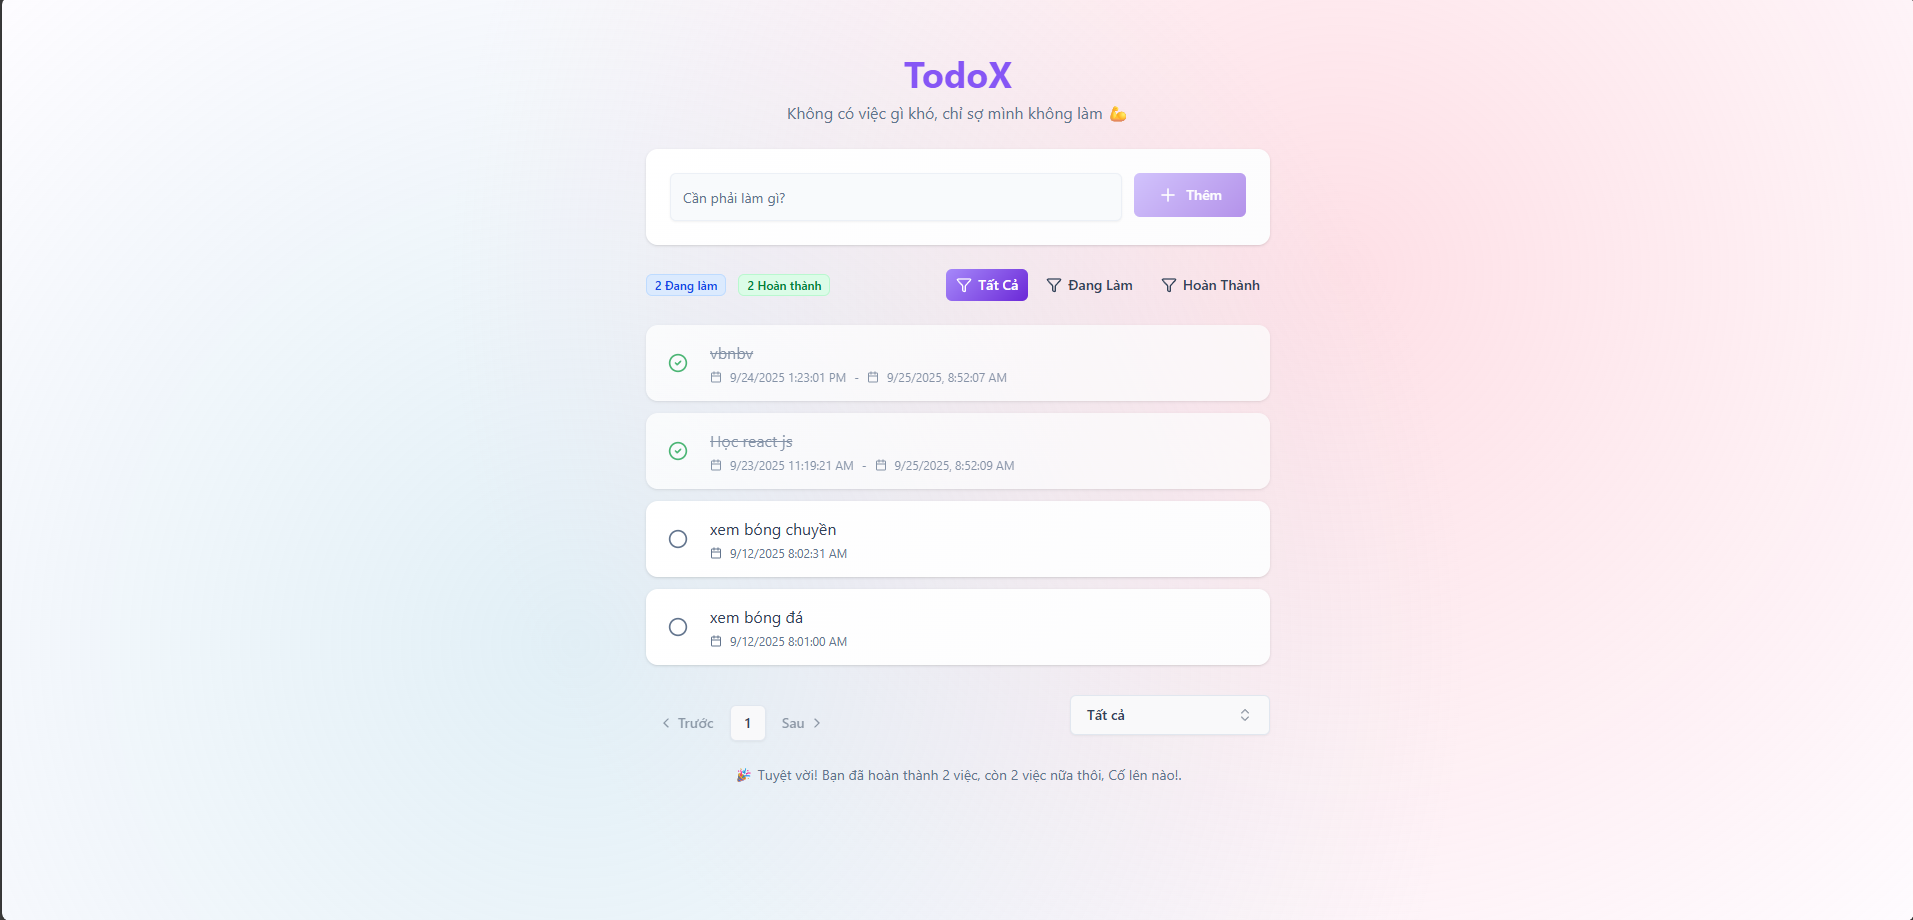 TodoX
Không có việc gì khó, chỉ sợ mình không làm 💪
Cần phải làm gì?
Thêm
2 Đang làm
2 Hoàn thành
Tất Cả
Đang Làm
Hoàn Thành
vbnbv
9/24/2025 1:23:01 PM - 9/25/2025, 8:52:07 AM
Học react js
9/23/2025 11:19:21 AM - 9/25/2025, 8:52:09 AM
xem bóng chuyền
9/12/2025 8:02:31 AM
xem bóng đá
9/12/2025 8:01:00 AM
Trước
1
Sau
Tất cả
🎉 Tuyệt vời! Bạn đã hoàn thành 2 việc, còn 2 việc nữa thôi, Cố lên nào!.